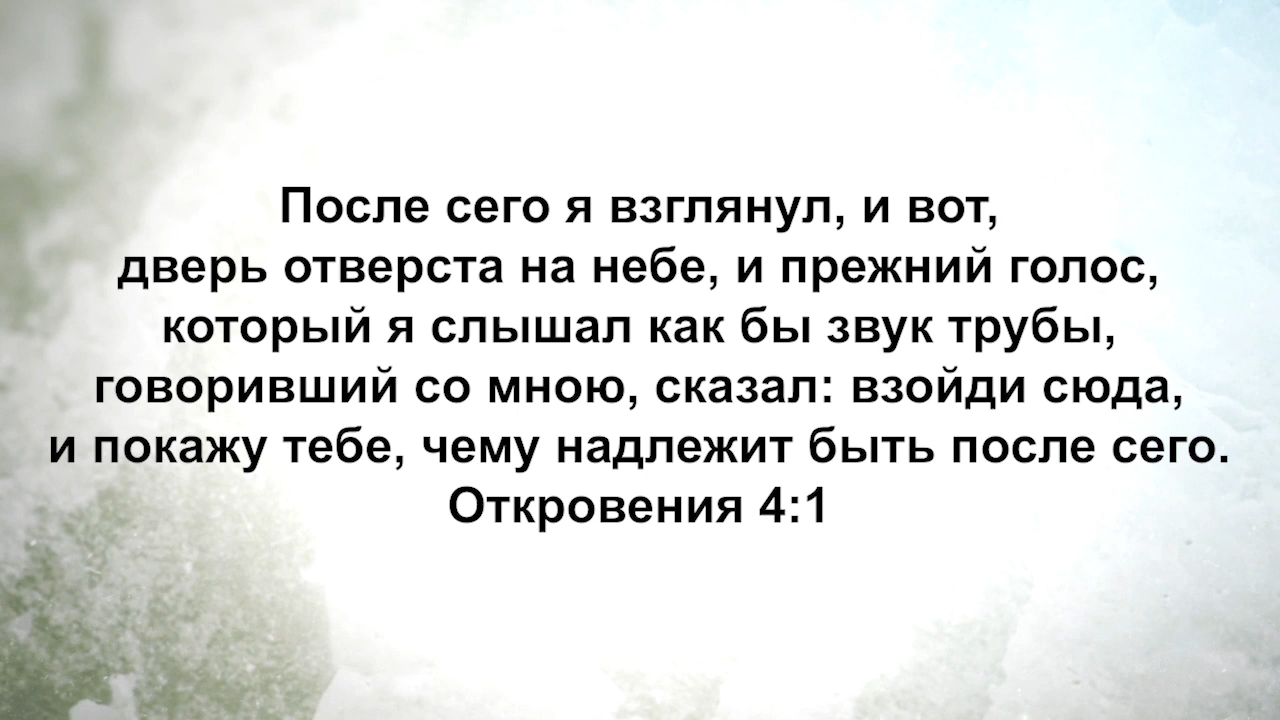 После сего я взглянул, и вот,
дверь отверста на небе, и прежний голос,
который я слышал как бы звук трубы,
говоривший со мною, сказал: взойди сюда,
и покажу тебе, чему надлежит быть после сего.
Откровения 4:1